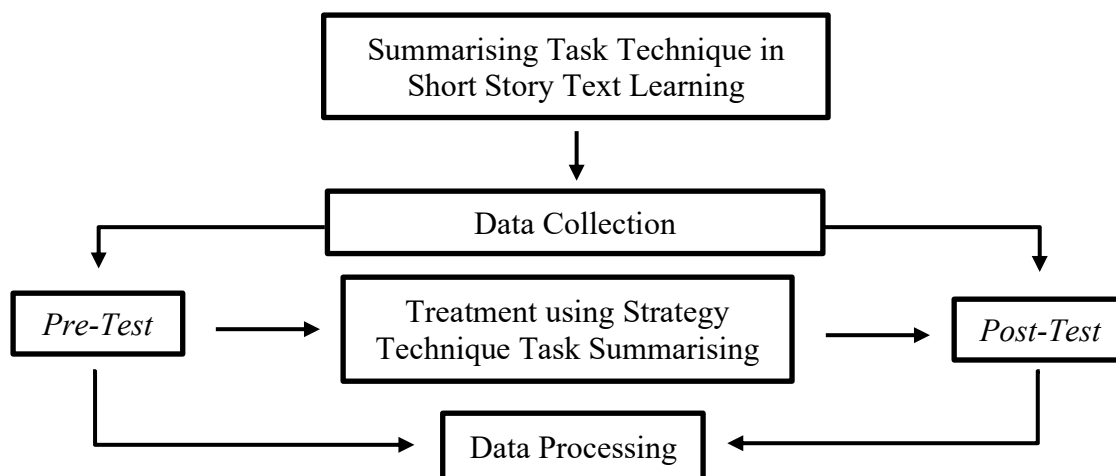 Summarising Task Technique in
Short Story Text Learning
Data Collection
Pre-Test
Treatment using Strategy
Technique Task Summarising
Post-Test
Data Processing